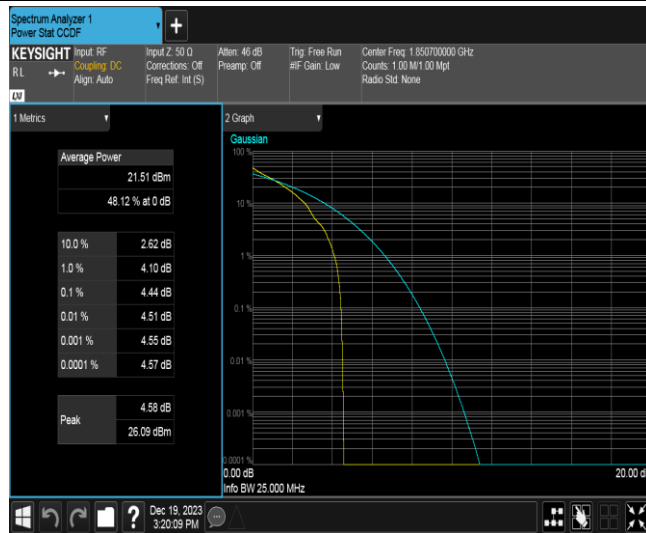 Spectrum Analyzer 1
Power Stat CCDF
+
KEYSIGHT
RL
LXI
Input: RF
Coupling: DC
Align: Auto
Input Z: 50 Ω
Corrections: Off
Freq Ref: Int (S)
Atten: 46 dB
Preamp: Off
Trig: Free Run
#IF Gain: Low
Center Freq: 1.850700000 GHz
Counts: 1.00 M/1.00 Mpt
Radio Std: None
1 Metrics
Average Power
21.51 dBm
48.12 % at 0 dB
10.0 % 2.62 dB
1.0 % 4.10 dB
0.1 % 4.44 dB
0.01 % 4.51 dB
0.001 % 4.55 dB
0.0001 % 4.57 dB
Peak
4.58 dB
26.09 dBm
2 Graph
Gaussian
100 %
10 %
1 %
0.1 %
0.01 %
0.001 %
0.0001 %
0.00 dB
20.00 d
Info BW 25.000 MHz
?
Dec 19, 2023
3:20:09 PM